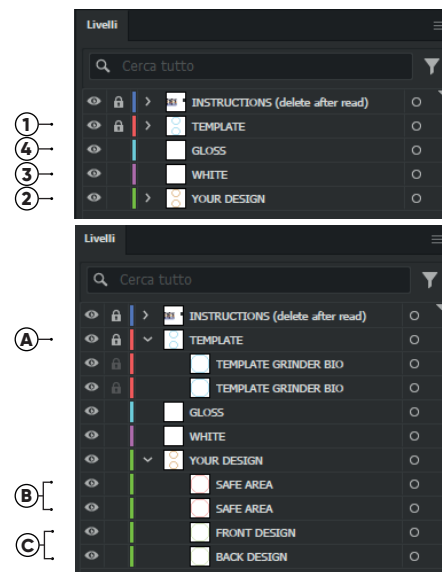 Livelli
Cerca tutto
INSTRUCTIONS (delete after read)
1 TEMPLATE
4 GLOSS
3 WHITE
2 YOUR DESIGN
Livelli
Cerca tutto
INSTRUCTIONS (delete after read)
A TEMPLATE
TEMPLATE GRINDER BIO
TEMPLATE GRINDER BIO
GLOSS
WHITE
YOUR DESIGN
B SAFE AREA
SAFE AREA
C FRONT DESIGN
BACK DESIGN